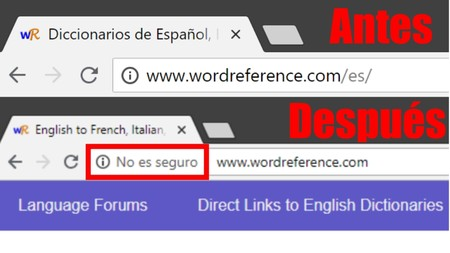 Antes
WR Diccionarios de Español, I
www.wordreference.com/es/
Después
WR English to French, Italian,
No es seguro www.wordreference.com
Language Forums Direct Links to English Dictionaries